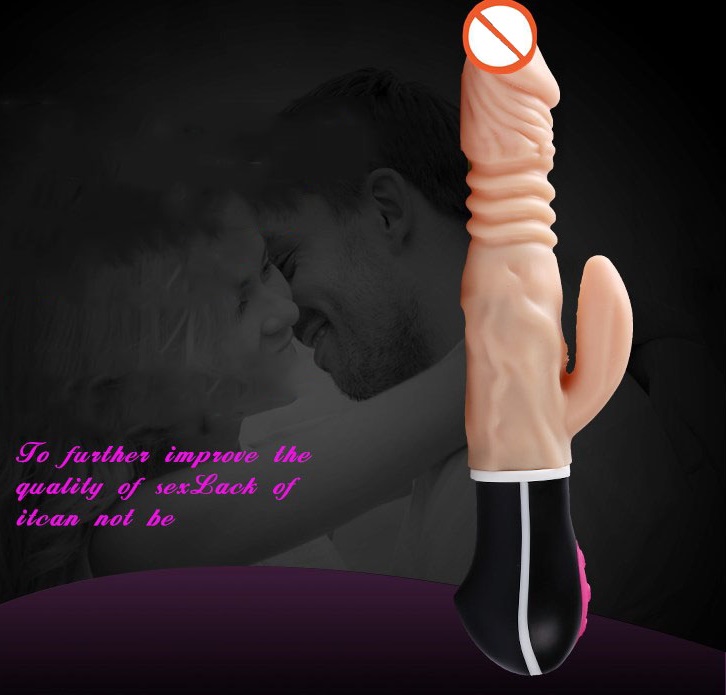 To further improve the
quality of sexLack of
itcan not be